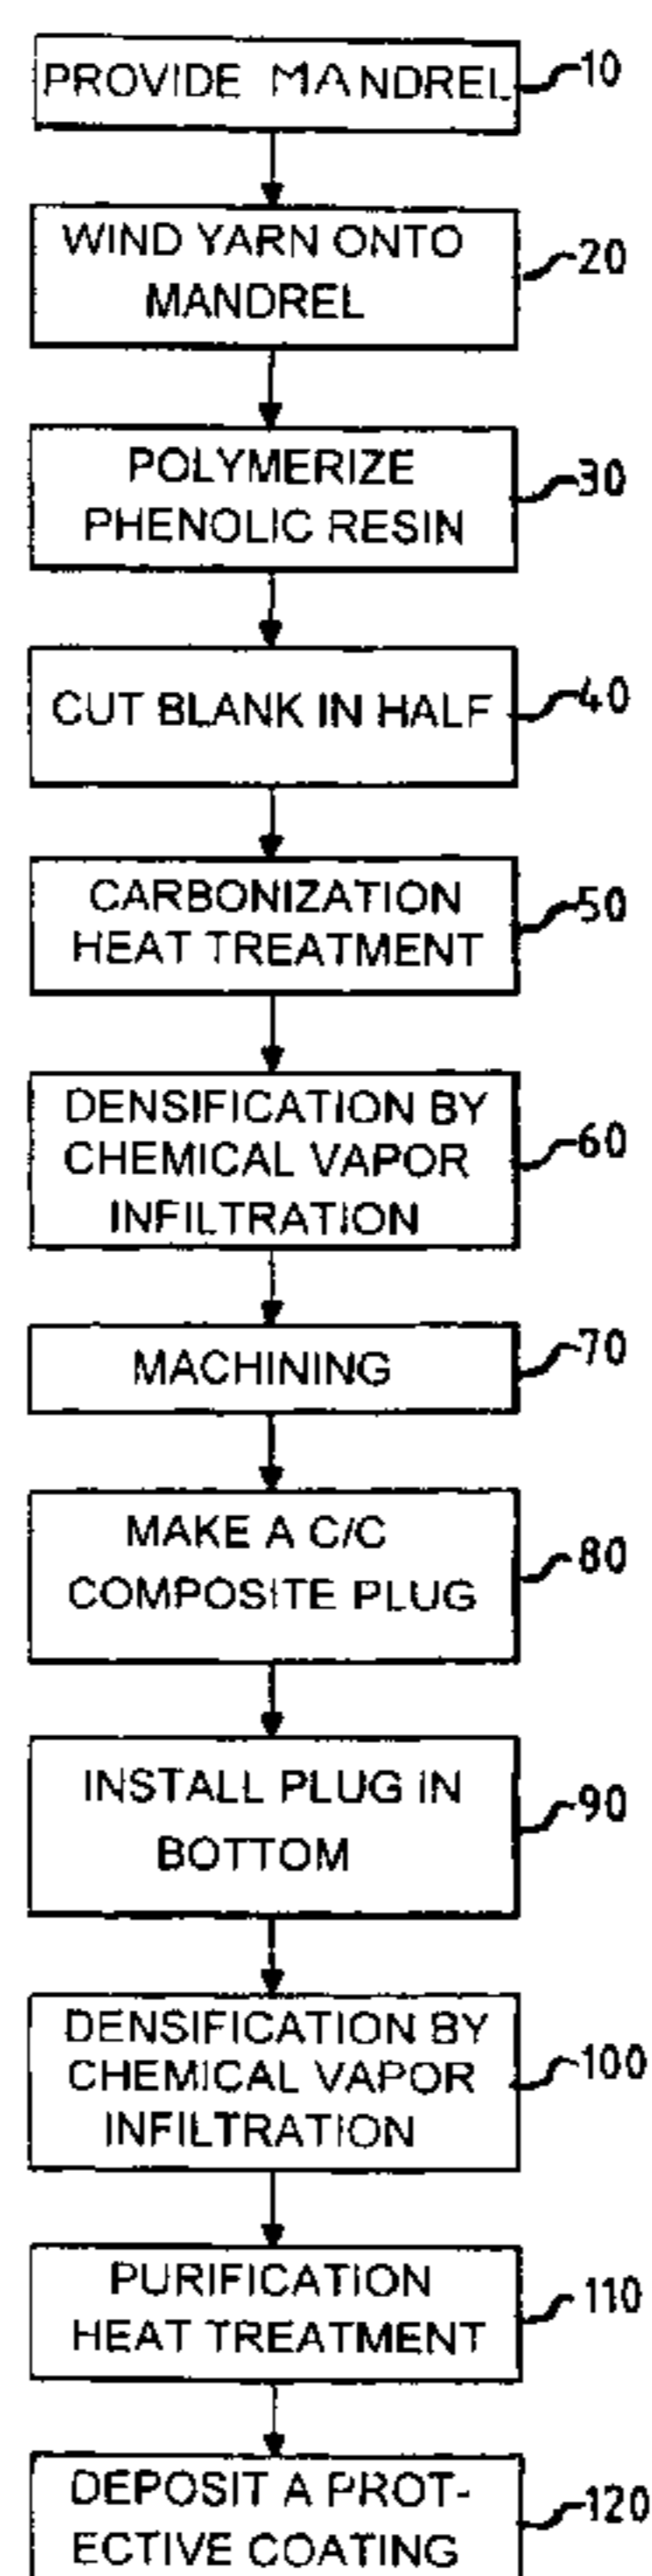 PROVIDE MANDREL 10
WIND YARN ONTO
MANDREL
20
POLYMERIZE
PHENOLIC RESIN
30
CUT BLANK IN HALF 40
CARBONIZATION
HEAT TREATMENT
50
DENSIFICATION BY
CHEMICAL VAPOR
INFILTRATION
60
MACHINING 70
MAKE A C/C
COMPOSITE PLUG
80
INSTALL PLUG IN
BOTTOM
90
DENSIFICATION BY
CHEMICAL VAPOR
INFILTRATION
100
PURIFICATION
HEAT TREATMENT
110
DEPOSIT A PROT-
ECTIVE COATING
120